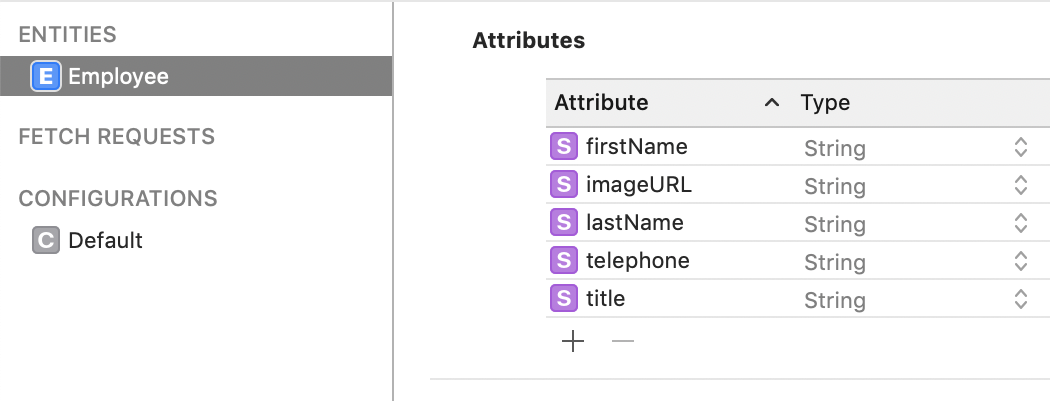 ENTITIES
E Employee
FETCH REQUESTS
CONFIGURATIONS
C Default
Attributes
Attribute Type
S firstName String
S imageURL String
S lastName String
S telephone String
S title String